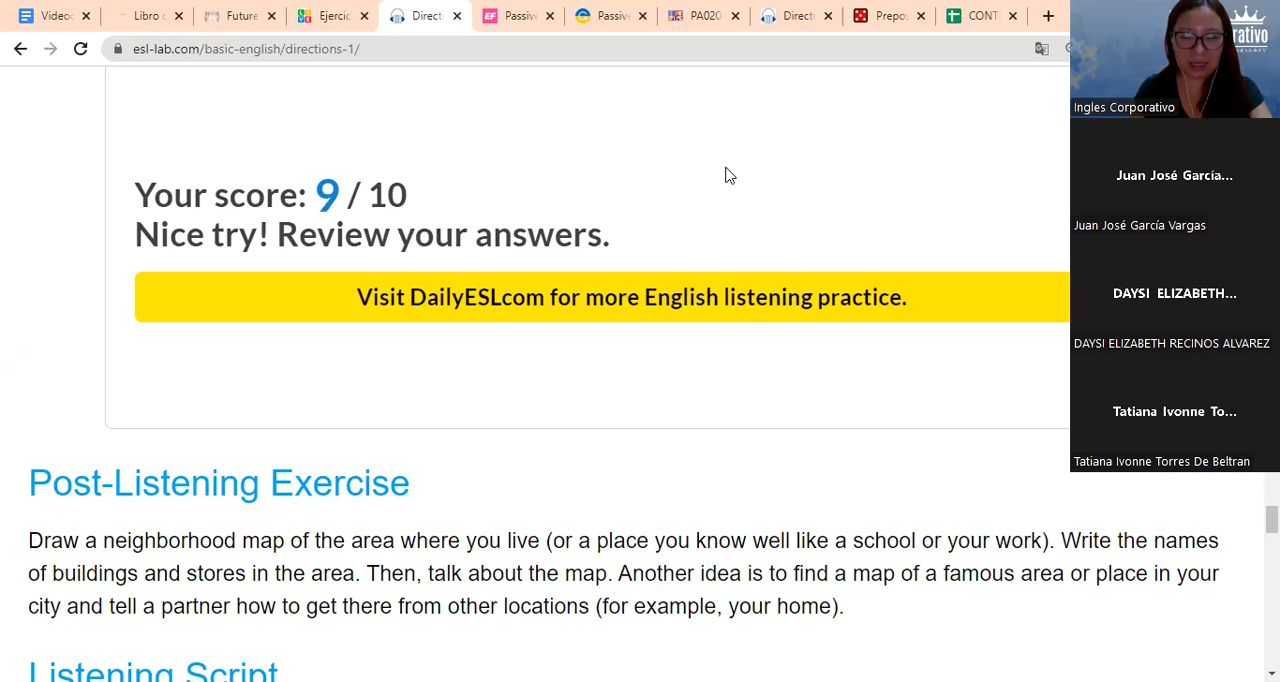 Videoc
Libro c
Future
Ejercic
Directi
Passive
Passive
PA020
Directi
Prepos
CONT
esl-lab.com/basic-english/directions-1/
rativo
Ingles Corporativo
Juan José García...
Juan José García Vargas
DAYSI ELIZABETH...
DAYSI ELIZABETH RECINOS ALVAREZ
Tatiana Ivonne To...
Tatiana Ivonne Torres De Beltran
Your score: 9 / 10
Nice try! Review your answers.
Visit DailyESLcom for more English listening practice.
Post-Listening Exercise
Draw a neighborhood map of the area where you live (or a place you know well like a school or your work). Write the names
of buildings and stores in the area. Then, talk about the map. Another idea is to find a map of a famous area or place in your
city and tell a partner how to get there from other locations (for example, your home).
Listening Script